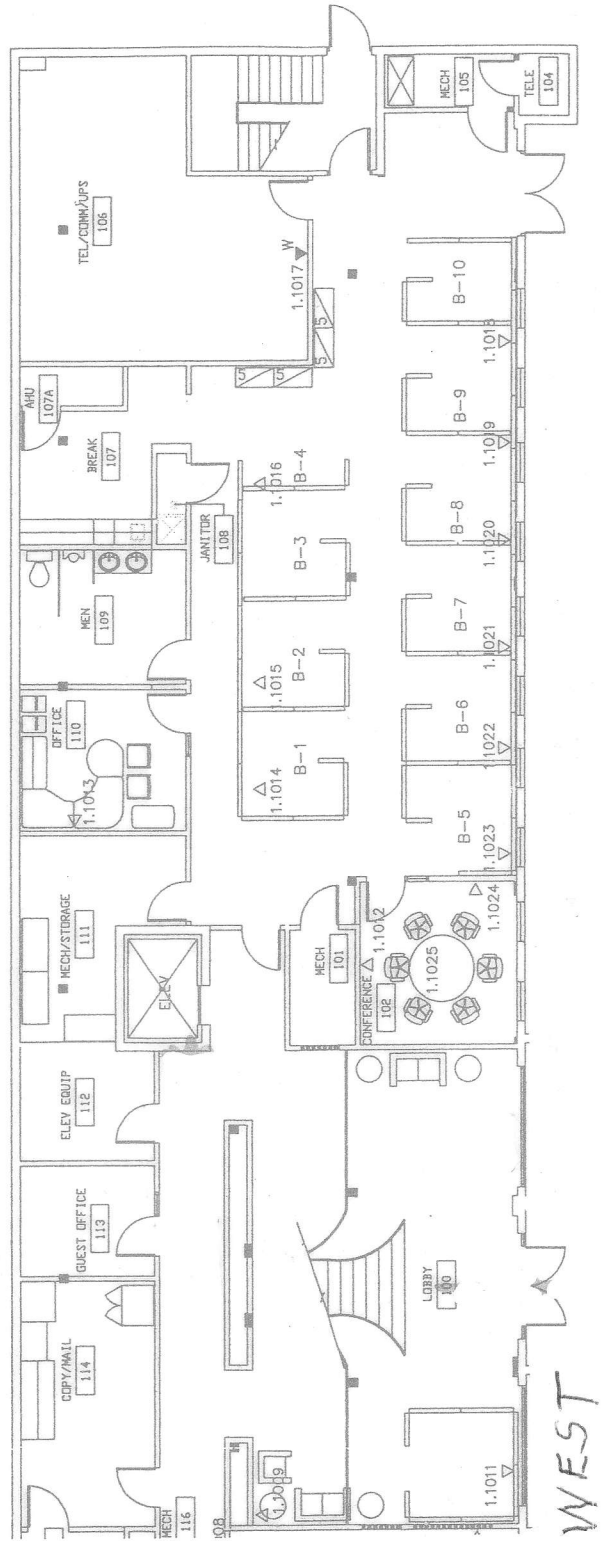 MECH
105
TELE
104
TEL/COMM/UPS
106
W
1.1017
5
5
5
5
B-10
1.1018
AHU
107A
BREAK
107
B-9
1.1019
B-4
1.1016
JANITOR
108
B-8
1.1020
B-3
MEN
109
B-7
1.1021
B-2
1.1015
OFFICE
110
1.1013
B-6
1.1022
B-1
1.1014
B-5
1.1023
MECH/STORAGE
111
ELEV
MECH
101
CONFERENCE
102
1.1012
1.1024
1.1025
ELEV EQUIP
112
GUEST OFFICE
113
LOBBY
100
COPY/MAIL
114
MECH
116
1.1009
1.1011
WEST